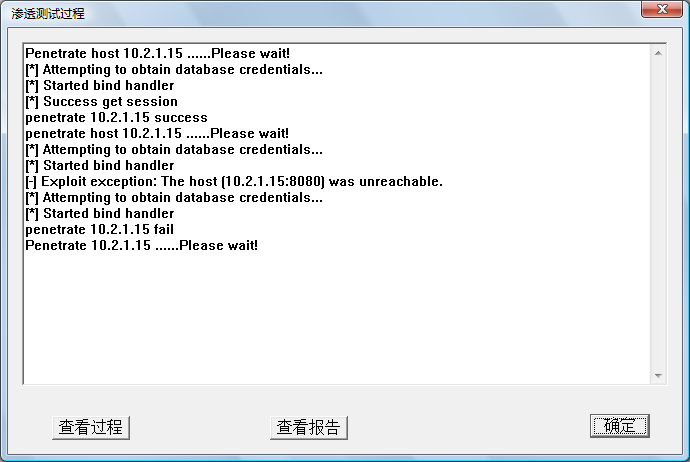 渗透测试过程
Penetrate host 10.2.1.15 ......Please wait!
[*] Attempting to obtain database credentials...
[*] Started bind handler
[*] Success get session
penetrate 10.2.1.15 success
penetrate host 10.2.1.15 ......Please wait!
[*] Attempting to obtain database credentials...
[*] Started bind handler
[-] Exploit exception: The host (10.2.1.15:8080) was unreachable.
[*] Attempting to obtain database credentials...
[*] Started bind handler
penetrate 10.2.1.15 fail
Penetrate 10.2.1.15 ......Please wait!
查看过程
查看报告
确定